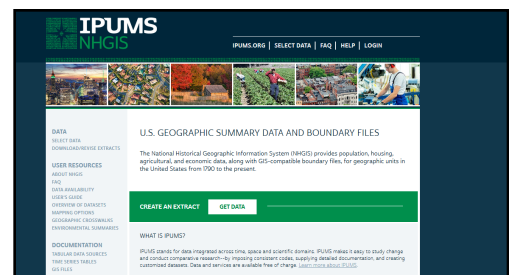 IPUMS
NHGIS
IPUMS.ORG | SELECT DATA | FAQ | HELP | LOGIN
DATA
SELECT DATA
DOWNLOAD/REVISE EXTRACTS
USER RESOURCES
ABOUT NHGIS
FAQ
DATA AVAILABILITY
USER'S GUIDE
OVERVIEW OF DATASETS
MAPPING OPTIONS
GEOGRAPHIC CROSSWALKS
ENVIRONMENTAL SUMMARIES
DOCUMENTATION
TABULAR DATA SOURCES
TIME SERIES TABLES
GIS FILES
U.S. GEOGRAPHIC SUMMARY DATA AND BOUNDARY FILES
The National Historical Geographic Information System (NHGIS) provides population, housing,
agricultural, and economic data, along with GIS-compatible boundary files, for geographic units in
the United States from 1790 to the present.
CREATE AN EXTRACT GET DATA
WHAT IS IPUMS?
IPUMS stands for data integrated across time, space and scientific domains. IPUMS makes it easy to study change
and conduct comparative research--by imposing consistent codes, supplying detailed documentation, and creating
customized datasets. Data and services are available free of charge. Learn more about IPUMS.